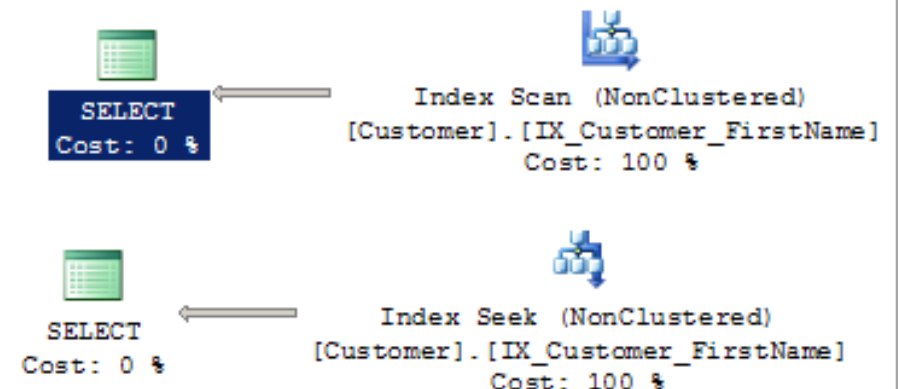 Index Scan (NonClustered)
SELECT
[Customer].[IX_Customer_FirstName]
Cost: 0 %
Cost: 100 %
Index Seek (NonClustered)
SELECT
[Customer].[IX_Customer_FirstName]
Cost: 0 %
Cost: 100 %